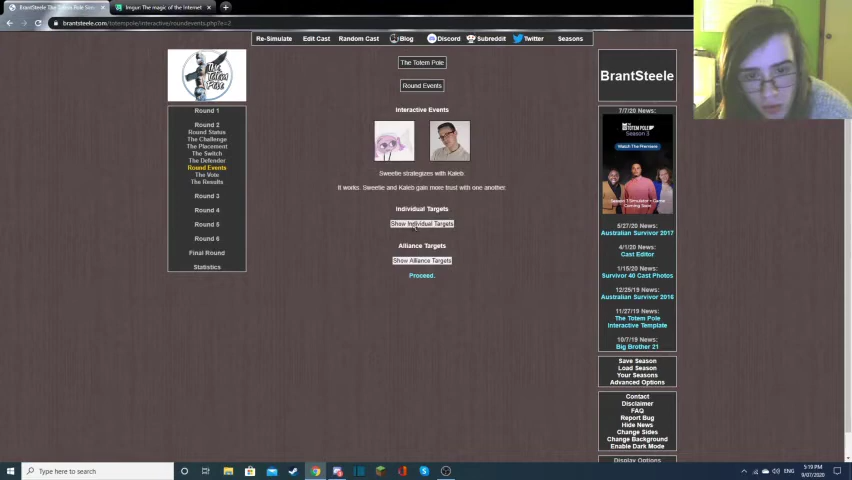 BrantSteele The Totem Pole Sim
Imgur: The magic of the Internet
brantsteele.com/totempole/interactive/roundevents.php?e=2
Re-Simulate Edit Cast Random Cast Blog Discord Subreddit Twitter Seasons
THE
TOTEM
POLE
Round 1
Round 2
Round Status
The Challenge
The Placement
The Switch
The Defender
Round Events
The Vote
The Results
Round 3
Round 4
Round 5
Round 6
Final Round
Statistics
The Totem Pole
Round Events
Interactive Events
Sweetie strategizes with Kaleb.
It works. Sweetie and Kaleb gain more trust with one another.
Individual Targets
Show Individual Targets
Alliance Targets
Show Alliance Targets
Proceed.
BrantSteele
7/7/20 News:
THE TOTEM POLE
Season 3
Watch The Premiere
5/27/20 News:
Australian Survivor 2017
4/1/20 News:
Cast Editor
1/15/20 News:
Survivor 40 Cast Photos
12/25/19 News:
Australian Survivor 2016
11/27/19 News:
The Totem Pole
Interactive Template
10/7/19 News:
Big Brother 21
Save Season
Load Season
Your Seasons
Advanced Options
Contact
Disclaimer
FAQ
Report Bug
Hide News
Change Sides
Change Background
Enable Dark Mode
Display Options
Type here to search
ENG
5:19 PM
9/07/2020